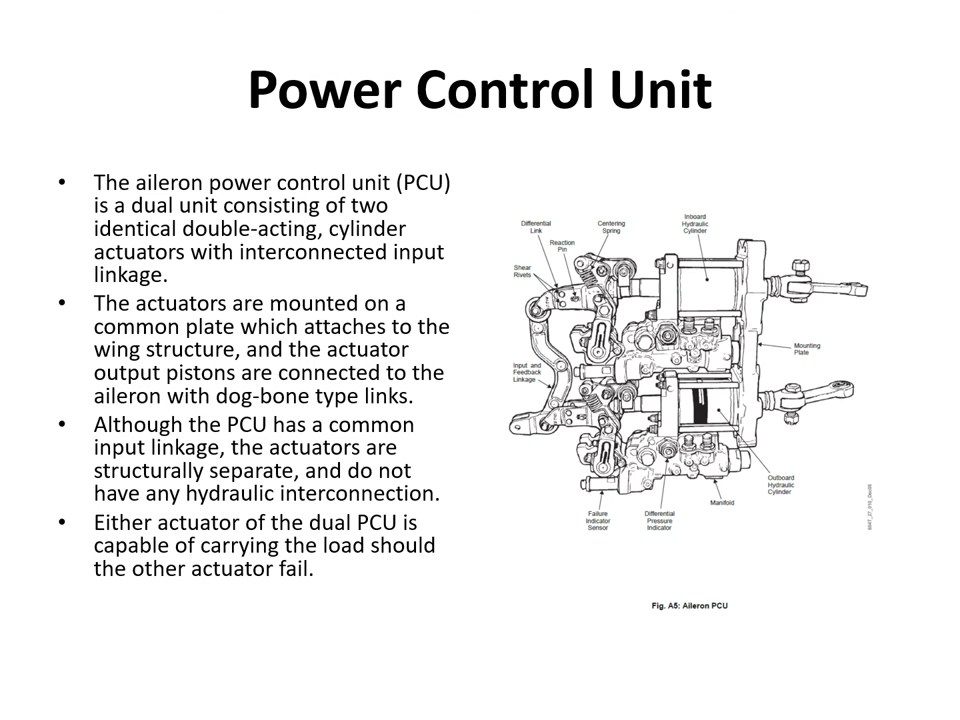 Power Control Unit
• The aileron power control unit (PCU)
is a dual unit consisting of two
identical double-acting, cylinder
actuators with interconnected input
linkage.
• The actuators are mounted on a
common plate which attaches to the
wing structure, and the actuator
output pistons are connected to the
aileron with dog-bone type links.
• Although the PCU has a common
input linkage, the actuators are
structurally separate, and do not
have any hydraulic interconnection.
• Either actuator of the dual PCU is
capable of carrying the load should
the other actuator fail.
Differential
Link
Centering
Spring
Inboard
Hydraulic
Cylinder
Reaction
Pin
Shear
Rivets
Mounting
Plate
Input and
Feedback
Linkage
Outboard
Hydraulic
Cylinder
Manifold
Failure
Indicator
Sensor
Differential
Pressure
Indicator
Fig. A5: Aileron PCU